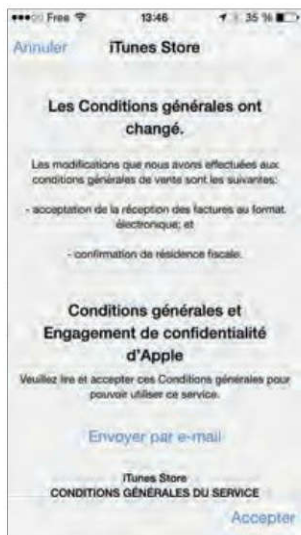 Free 13:46 35 %
Annuler iTunes Store
Les Conditions générales ont
changé.
Les modifications que nous avons effectuées aux
conditions générales de vente sont les suivantes:
- acceptation de la réception des factures au format
électronique; et
- confirmation de résidence fiscale.
Conditions générales et
Engagement de confidentialité
d'Apple
Veuillez lire et accepter ces Conditions générales pour
pouvoir utiliser ce service.
Envoyer par e-mail
iTunes Store
CONDITIONS GÉNÉRALES DU SERVICE
Accepter